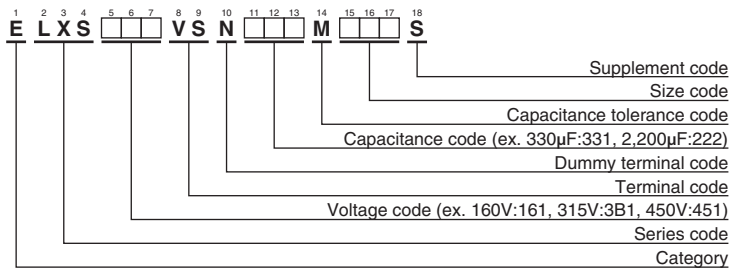 1 2 3 4 5 6 7 8 9 10 11 12 13 14 15 16 17 18
E L X S V S N M S
Supplement code
Size code
Capacitance tolerance code
Capacitance code (ex. 330µF:331, 2,200µF:222)
Dummy terminal code
Terminal code
Voltage code (ex. 160V:161, 315V:3B1, 450V:451)
Series code
Category